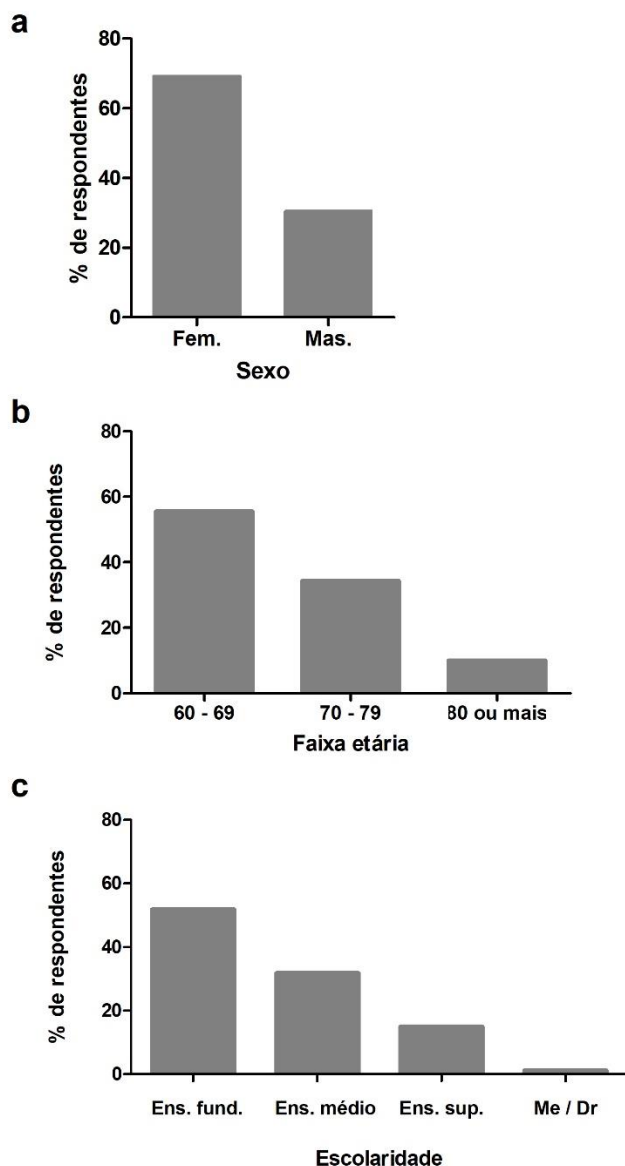 a
% de respondentes
80
60
40
20
0
Fem. Mas.
Sexo
b
% de respondentes
80
60
40
20
0
60 - 69 70 - 79 80 ou mais
Faixa etária
c
% de respondentes
80
60
40
20
0
Ens. fund. Ens. médio Ens. sup. Me / Dr
Escolaridade